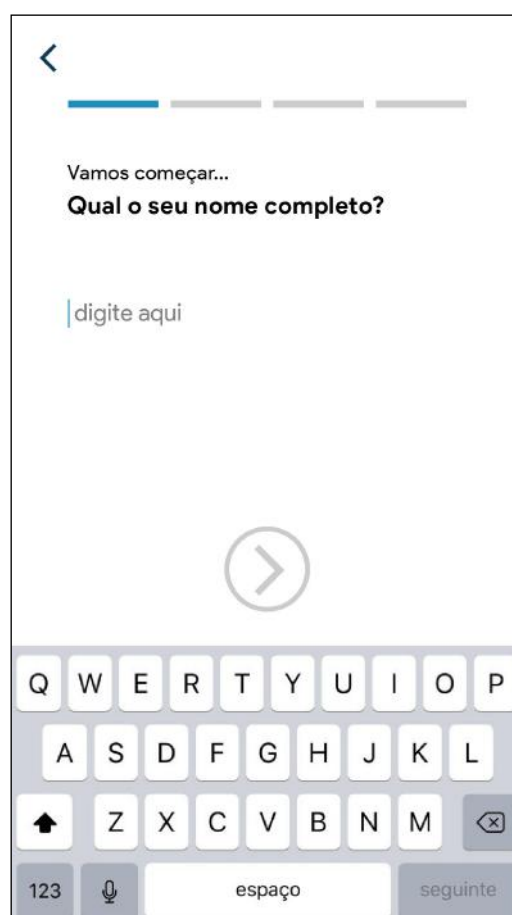 Vamos começar...
Qual o seu nome completo?
digite aqui
Q W E R T Y U I O P
A S D F G H J K L
Z X C V B N M
123 espaço seguinte